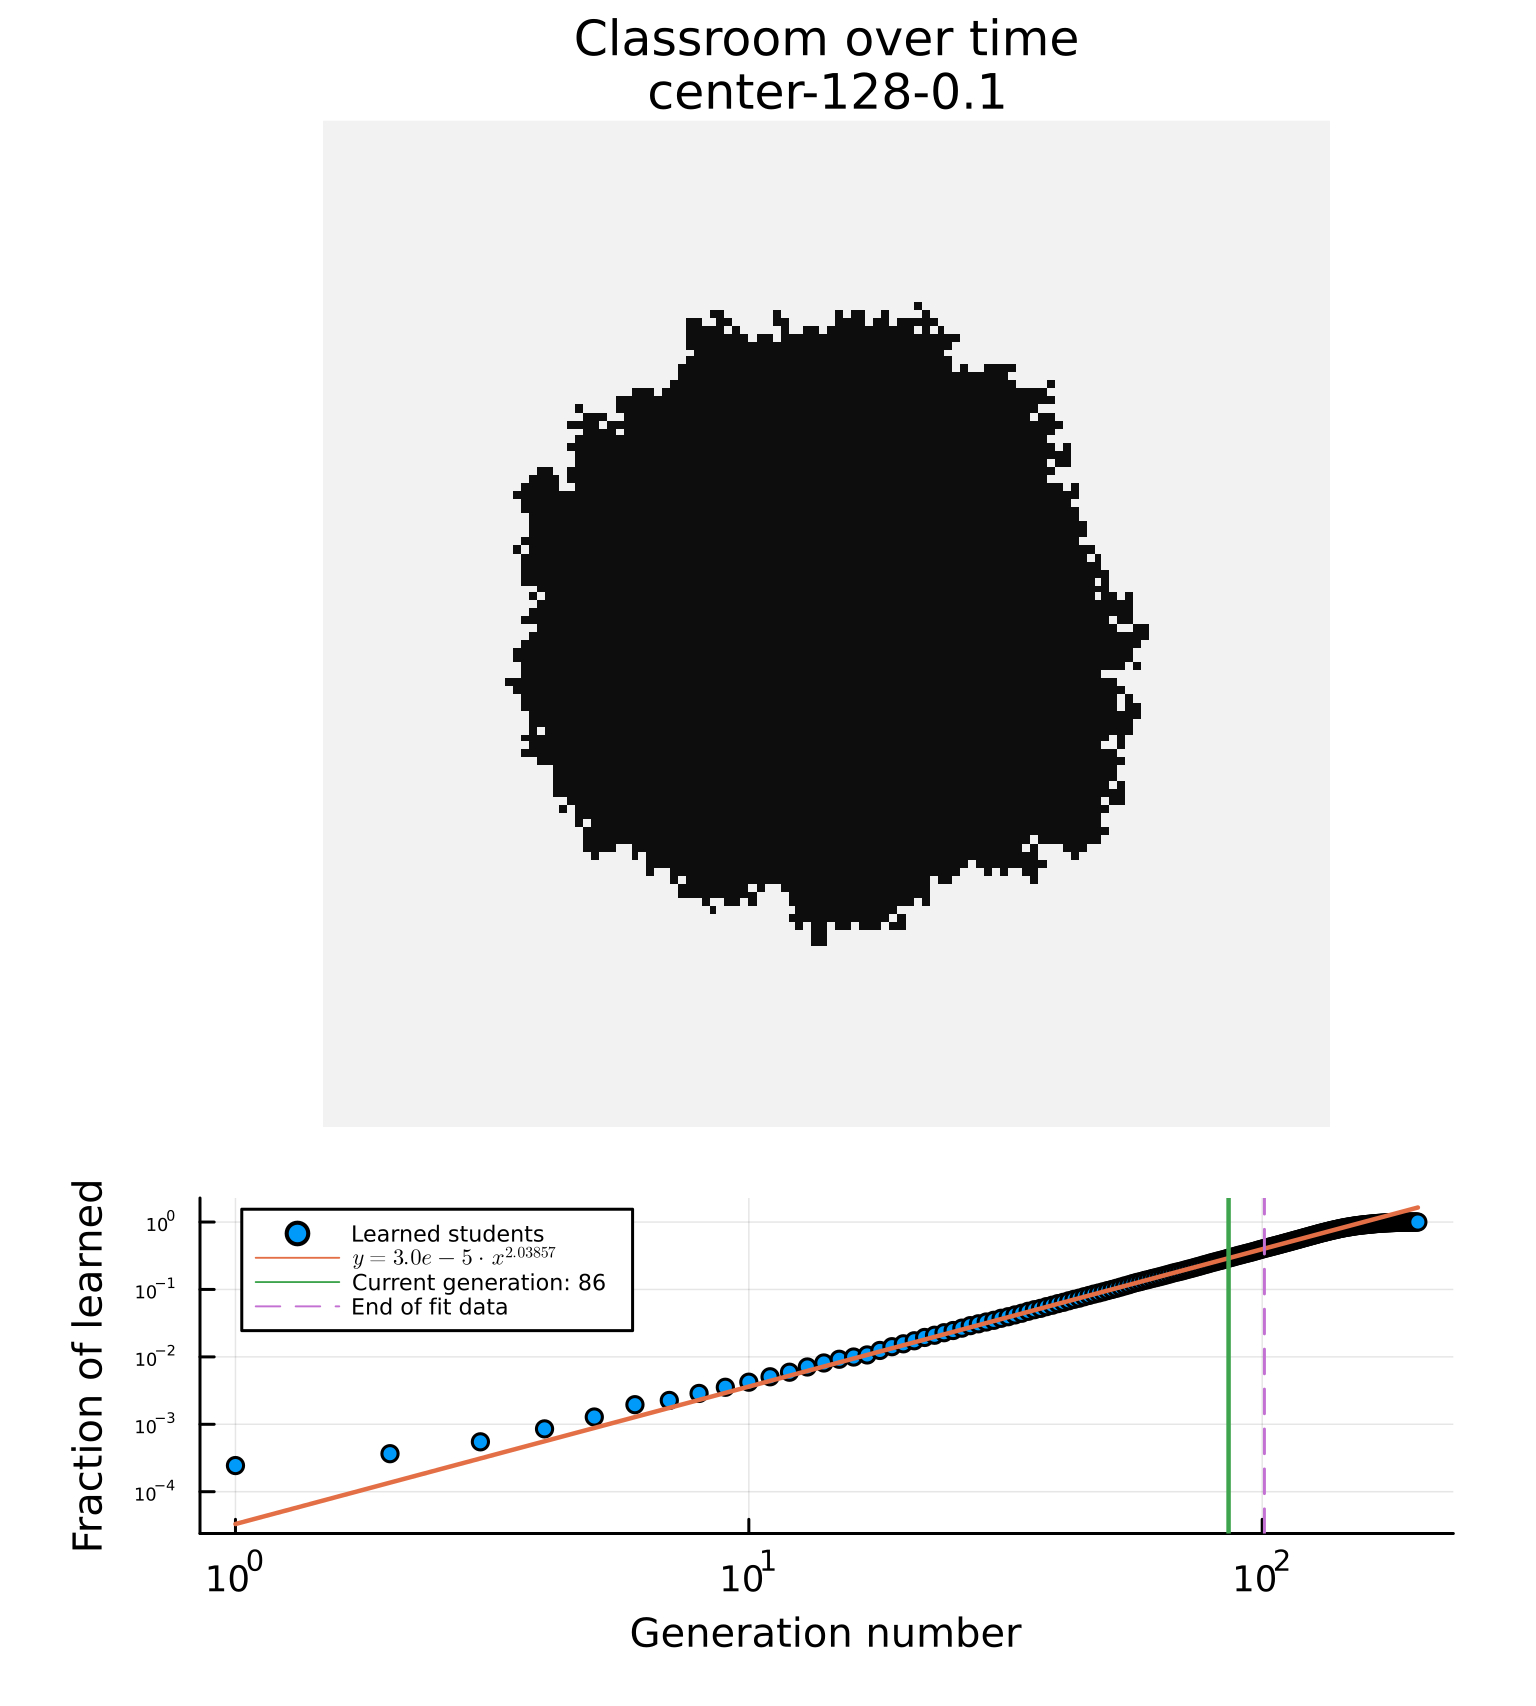 Classroom over time
center-128-0.1
Fraction of learned
10^0
10^-1
10^-2
10^-3
10^-4
Learned students
y = 3.0e − 5 · x^2.03857
Current generation: 86
End of fit data
10^0 10^1 10^2
Generation number